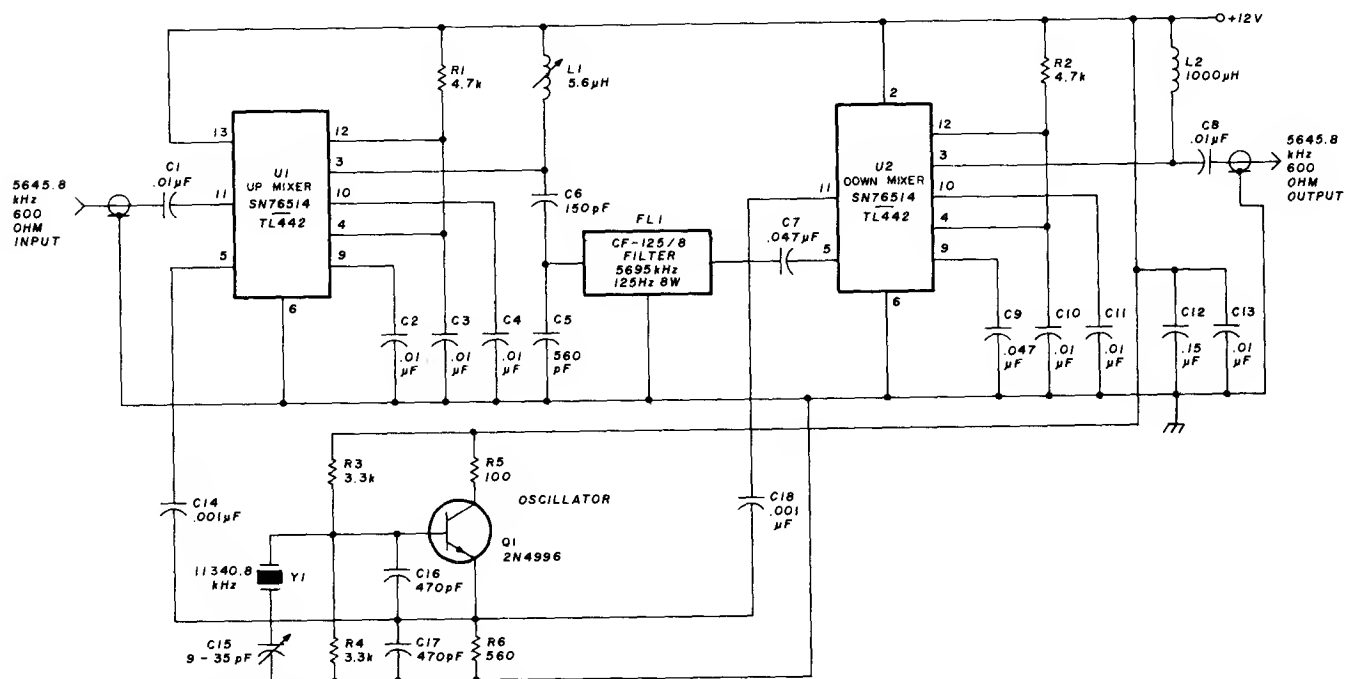 +12V
R1
4.7k
L1
5.6µH
R2
4.7k
L2
1000µH
13
12
3
10
4
9
11
5
6
U1
UP MIXER
SN76514
TL442
5645.8
kHz
600
OHM
INPUT
C1
.01µF
C6
150pF
FL1
CF-125/8
FILTER
5695kHz
125Hz BW
C7
.047µF
2
11
5
6
12
3
10
4
9
U2
DOWN MIXER
SN76514
TL442
C8
.01µF
5645.8
kHz
600
OHM
OUTPUT
C2
.01
µF
C3
.01
µF
C4
.01
µF
C5
560
pF
C9
.047
µF
C10
.01
µF
C11
.01
µF
C12
.15
µF
C13
.01
µF
C14
.001µF
R3
3.3k
R5
100
OSCILLATOR
Q1
2N4996
C18
.001
µF
11340.8
kHz
Y1
C16
470pF
C15
9-35pF
R4
3.3k
C17
470pF
R6
560